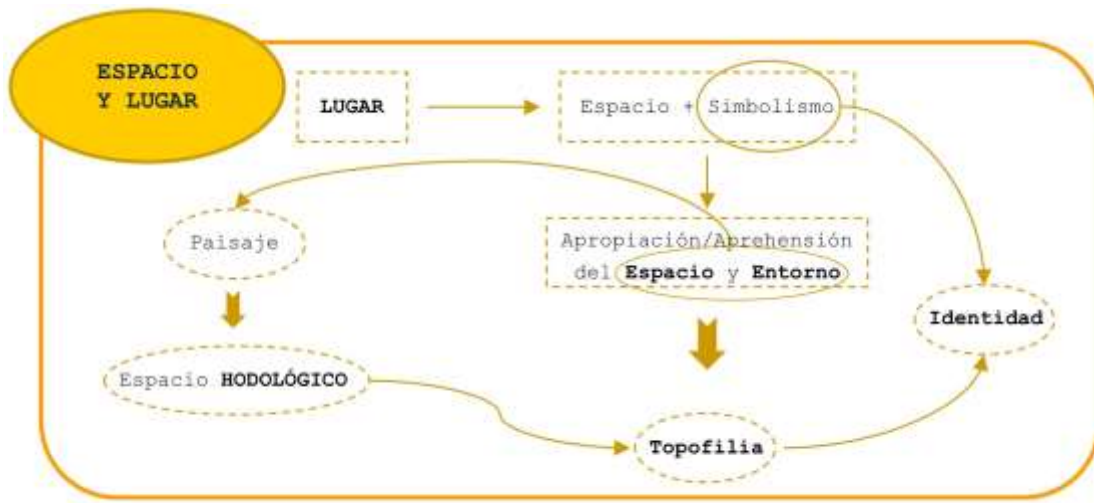 ESPACIO
Y LUGAR
LUGAR
Espacio + Simbolismo
Paisaje
Apropiación/Aprehensión
del Espacio y Entorno
Identidad
Espacio HODOLÓGICO
Topofilia